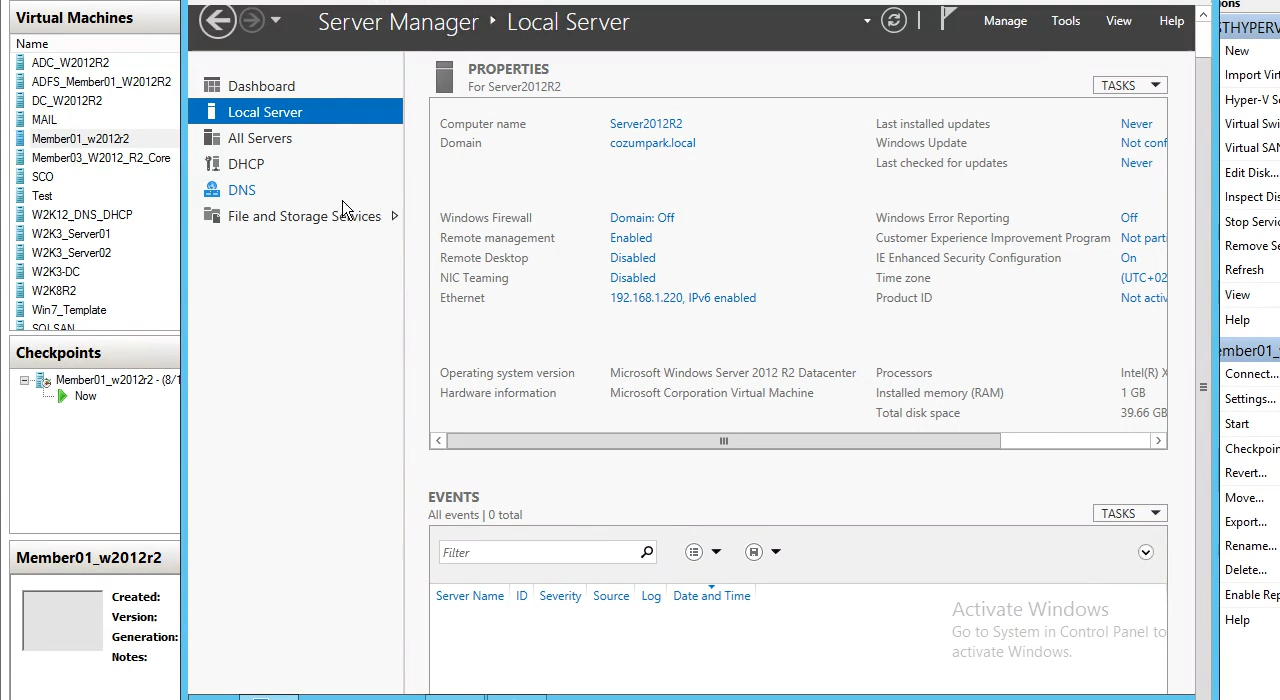 Virtual Machines
Name
ADC_W2012R2
ADFS_Member01_W2012R2
DC_W2012R2
MAIL
Member01_w2012r2
Member03_W2012_R2_Core
SCO
Test
W2K12_DNS_DHCP
W2K3_Server01
W2K3_Server02
W2K3-DC
W2K8R2
Win7_Template
SQLSAN
Checkpoints
Member01_w2012r2 - (8/1
Now
Member01_w2012r2
Created:
Version:
Generation:
Notes:
Server Manager ‣ Local Server
Manage Tools View Help
Dashboard
Local Server
All Servers
DHCP
DNS
File and Storage Services
PROPERTIES
For Server2012R2
TASKS
Computer name Server2012R2
Domain cozumpark.local
Last installed updates Never
Windows Update Not conf
Last checked for updates Never
Windows Firewall Domain: Off
Remote management Enabled
Remote Desktop Disabled
NIC Teaming Disabled
Ethernet 192.168.1.220, IPv6 enabled
Windows Error Reporting Off
Customer Experience Improvement Program Not parti
IE Enhanced Security Configuration On
Time zone (UTC+02
Product ID Not activ
Operating system version Microsoft Windows Server 2012 R2 Datacenter
Hardware information Microsoft Corporation Virtual Machine
Processors Intel(R) X
Installed memory (RAM) 1 GB
Total disk space 39.66 GB
EVENTS
All events | 0 total
TASKS
Filter
Server Name ID Severity Source Log Date and Time
Activate Windows
Go to System in Control Panel to
activate Windows.
ons
STHYPERV
New
Import Virt
Hyper-V Se
Virtual Swi
Virtual SAN
Edit Disk...
Inspect Dis
Stop Servic
Remove Se
Refresh
View
Help
ember01_
Connect...
Settings...
Start
Checkpoin
Revert...
Move...
Export...
Rename...
Delete...
Enable Rep
Help